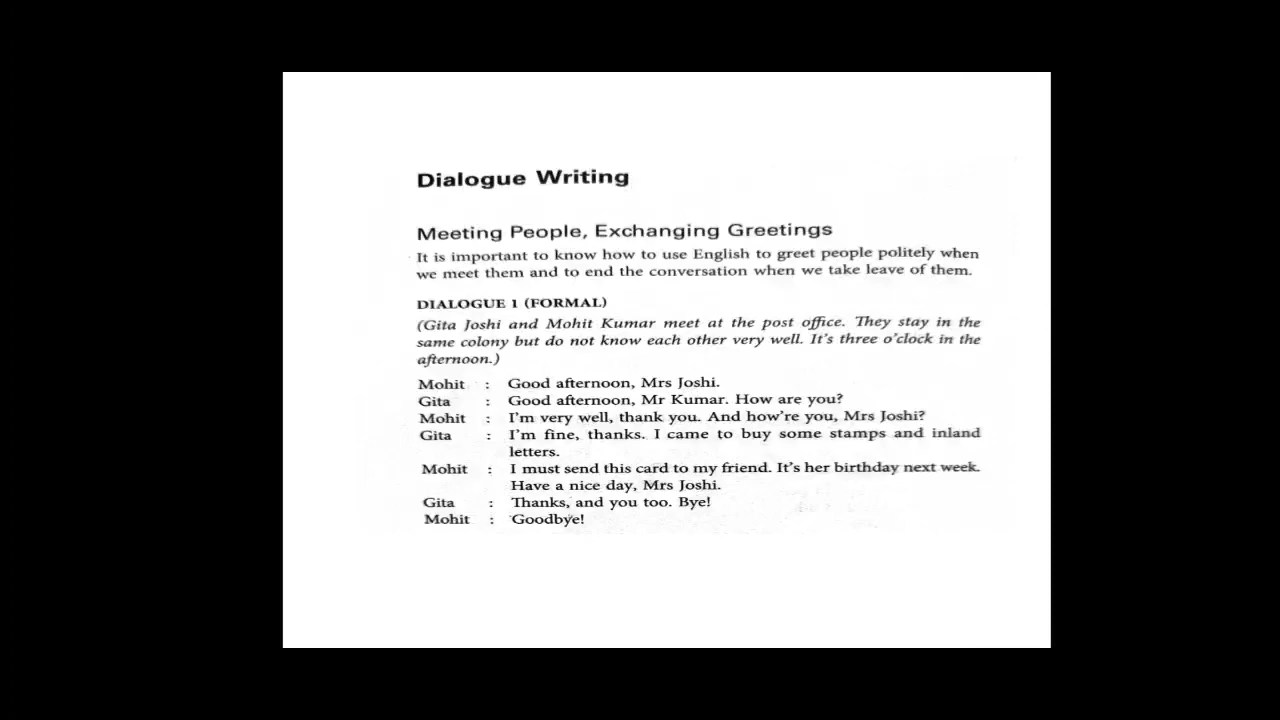 Dialogue Writing
Meeting People, Exchanging Greetings
It is important to know how to use English to greet people politely when
we meet them and to end the conversation when we take leave of them.
DIALOGUE 1 (FORMAL)
(Gita Joshi and Mohit Kumar meet at the post office. They stay in the
same colony but do not know each other very well. It's three o'clock in the
afternoon.)
Mohit : Good afternoon, Mrs Joshi.
Gita : Good afternoon, Mr Kumar. How are you?
Mohit : I'm very well, thank you. And how're you, Mrs Joshi?
Gita : I'm fine, thanks. I came to buy some stamps and inland
letters.
Mohit : I must send this card to my friend. It's her birthday next week.
Have a nice day, Mrs Joshi.
Gita : Thanks, and you too. Bye!
Mohit : Goodbye!